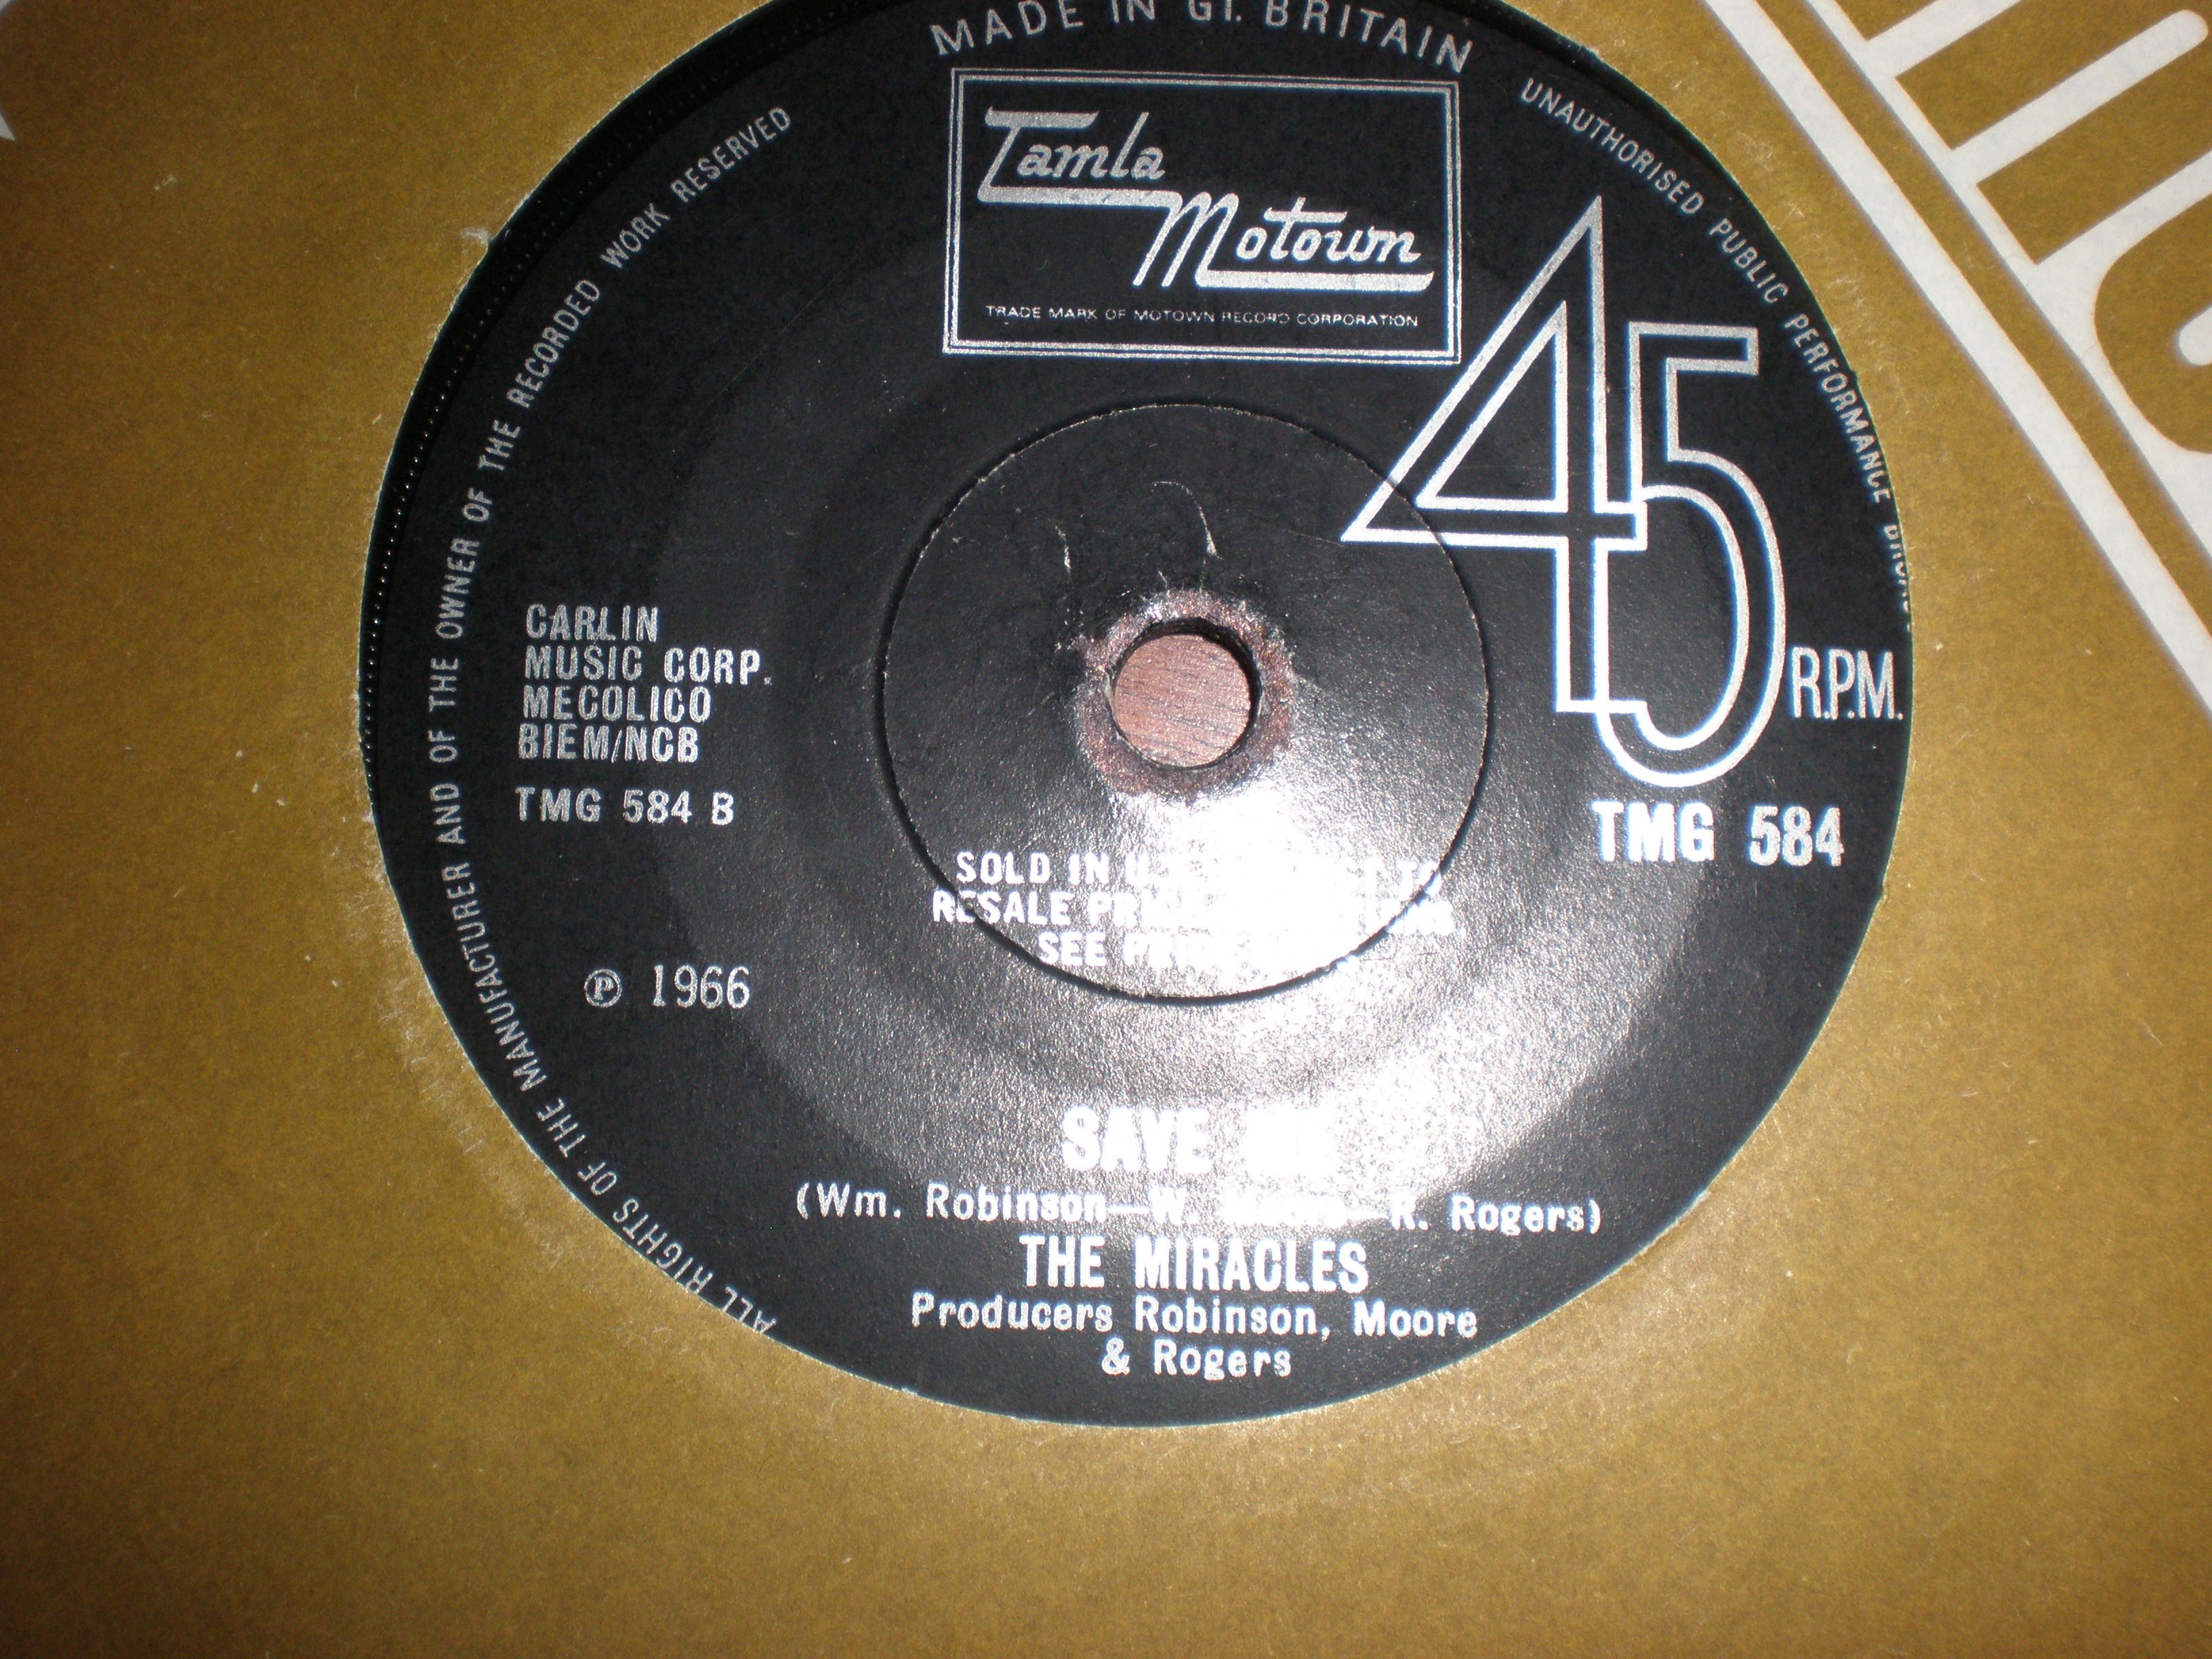 MADE IN GT. BRITAIN
UNAUTHORISED PUBLIC PERFORMANCE
ALL RIGHTS OF THE MANUFACTURER AND OF THE OWNER OF THE RECORDED WORK RESERVED
Tamla
Motown
TRADE MARK OF MOTOWN RECORD CORPORATION
45
R.P.M.
TMG 584
CARLIN
MUSIC CORP.
MECOLICO
BIEM/NCB
TMG 584 B
℗ 1966
SOLD IN TO
RESALE
SEE
SAVE
(Wm. Robinson—W. R. Rogers)
THE MIRACLES
Producers Robinson, Moore
& Rogers